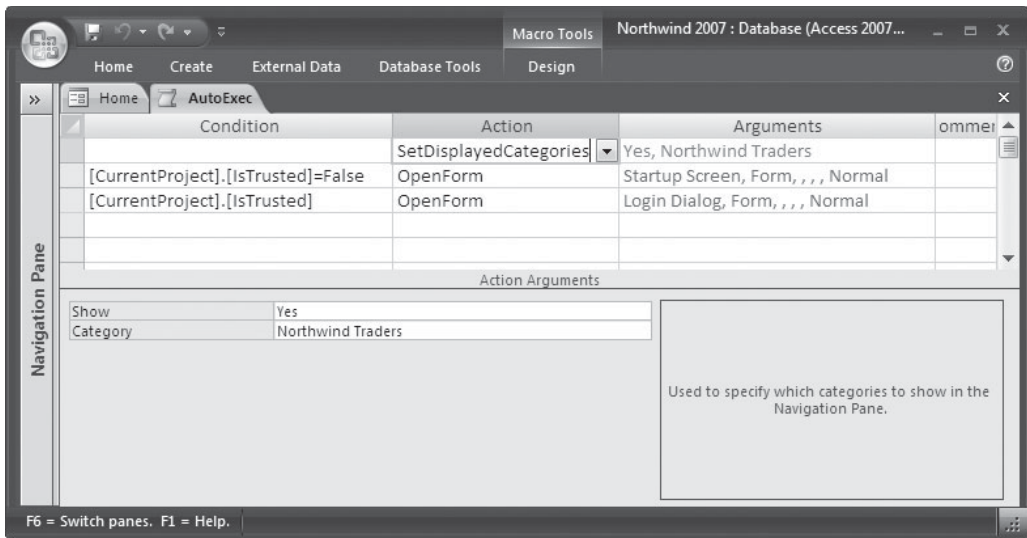 Macro Tools Northwind 2007 : Database (Access 2007...
Home Create External Data Database Tools Design
Home AutoExec
Condition Action Arguments ommer
SetDisplayedCategories Yes, Northwind Traders
[CurrentProject].[IsTrusted]=False OpenForm Startup Screen, Form, , , , Normal
[CurrentProject].[IsTrusted] OpenForm Login Dialog, Form, , , , Normal
Navigation Pane
Action Arguments
Show Yes
Category Northwind Traders
Used to specify which categories to show in the
Navigation Pane.
F6 = Switch panes. F1 = Help.